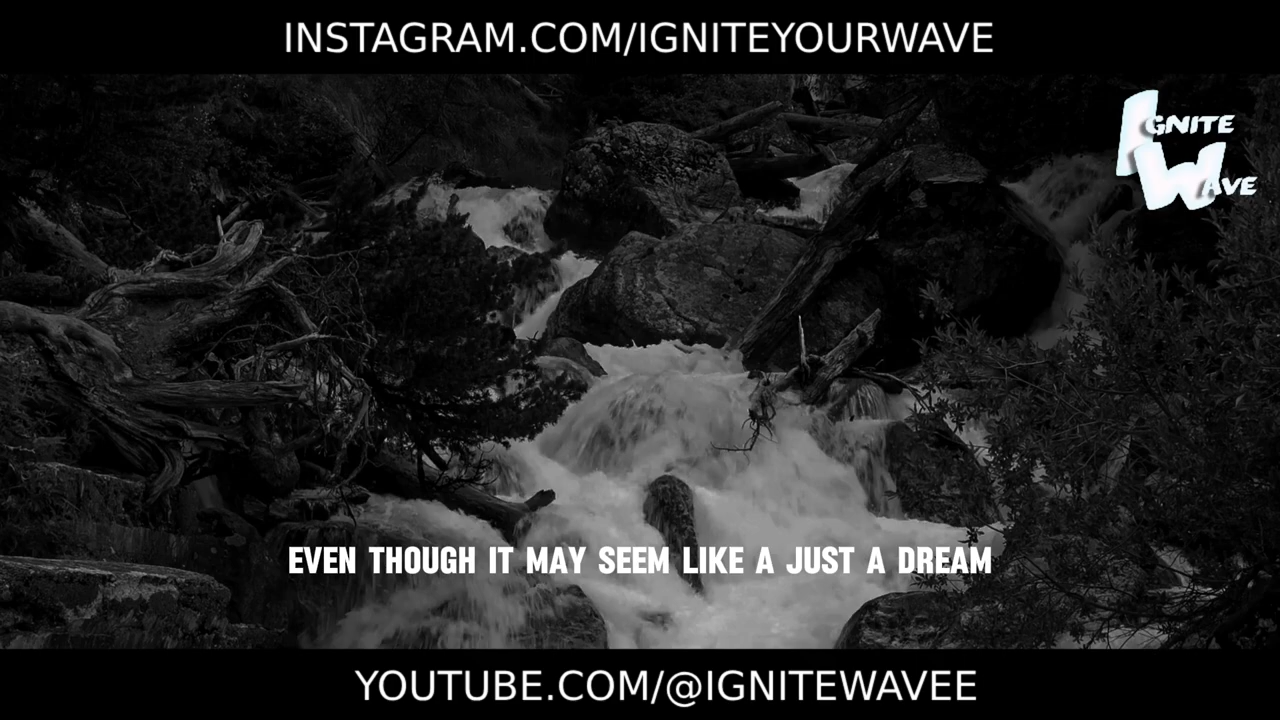 INSTAGRAM.COM/IGNITEYOURWAVE
IGNITE
WAVE
EVEN THOUGH IT MAY SEEM LIKE A JUST A DREAM
YOUTUBE.COM/@IGNITEWAVEE